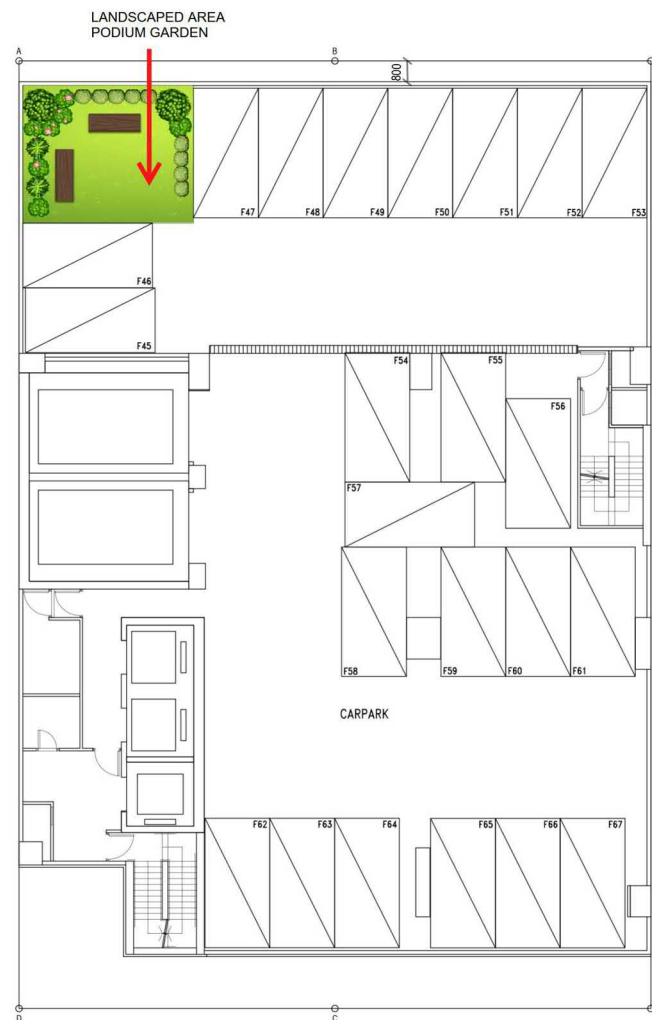 LANDSCAPED AREA
PODIUM GARDEN
A
B
800
F47
F48
F49
F50
F51
F52
F53
F46
F45
F54
F55
F56
F57
F58
F59
F60
F61
CARPARK
F62
F63
F64
F65
F66
F67
D
C